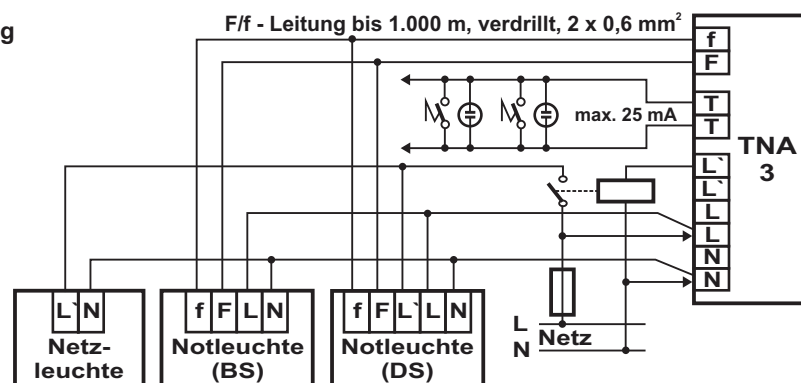 g
F/f - Leitung bis 1.000 m, verdrillt, 2 x 0,6 mm²
f
F
T
max. 25 mA
T
TNA
3
L`
L`
L
L
N
N
L` N
Netz-
leuchte
f F L N
Notleuchte
(BS)
f F L` L N
Notleuchte
(DS)
L
Netz
N